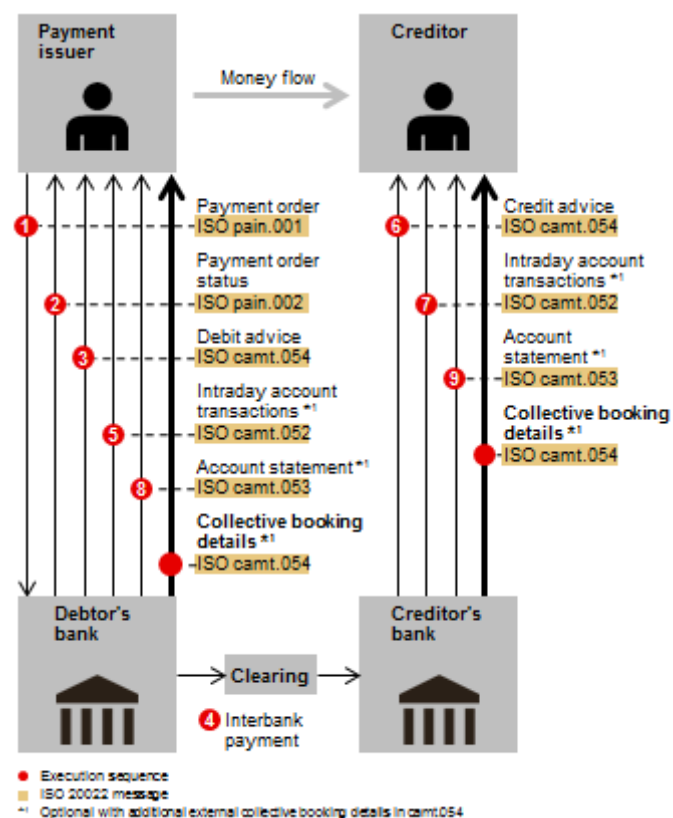 Payment
issuer
Creditor
Money flow
Payment order
1
ISO pain.001
Payment order
status
2
ISO pain.002
Debit advice
3
ISO camt.054
Intraday account
transactions *1
5
ISO camt.052
Account statement *1
8
ISO camt.053
Collective booking
details *1
ISO camt.054
Credit advice
6
ISO camt.054
Intraday account
transactions *1
7
ISO camt.052
Account
statement *1
9
ISO camt.053
Collective booking
details *1
ISO camt.054
Debtor's
bank
Clearing
4 Interbank
payment
Creditor's
bank
Execution sequence
ISO 20022 message
*1 Optional with additional external collective booking details in camt.054